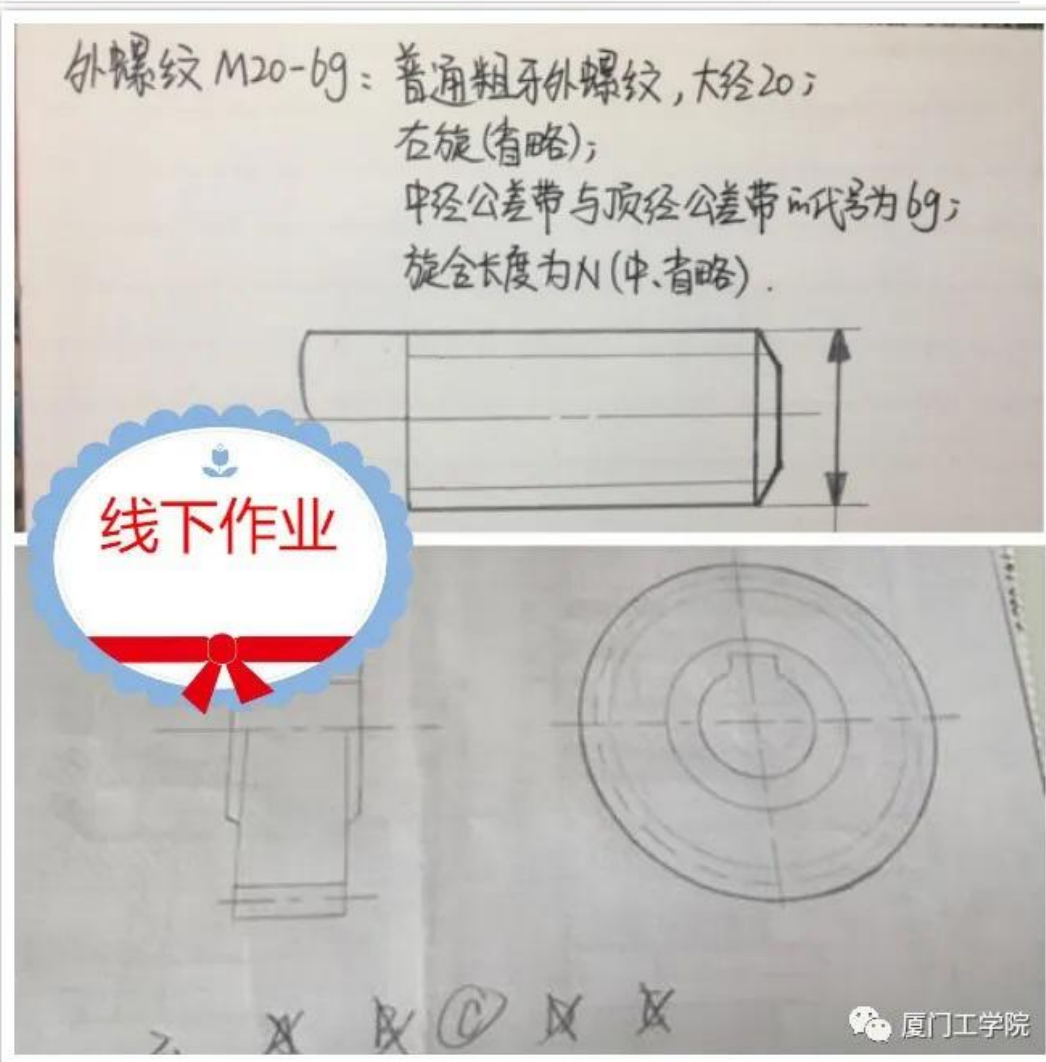 外螺纹 M20-6g：普通粗牙外螺纹，大径20；
右旋（省略）；
中径公差带与顶径公差带的代号为6g；
旋合长度为N（中、省略）.
线下作业
2. A B C D E
厦门工学院